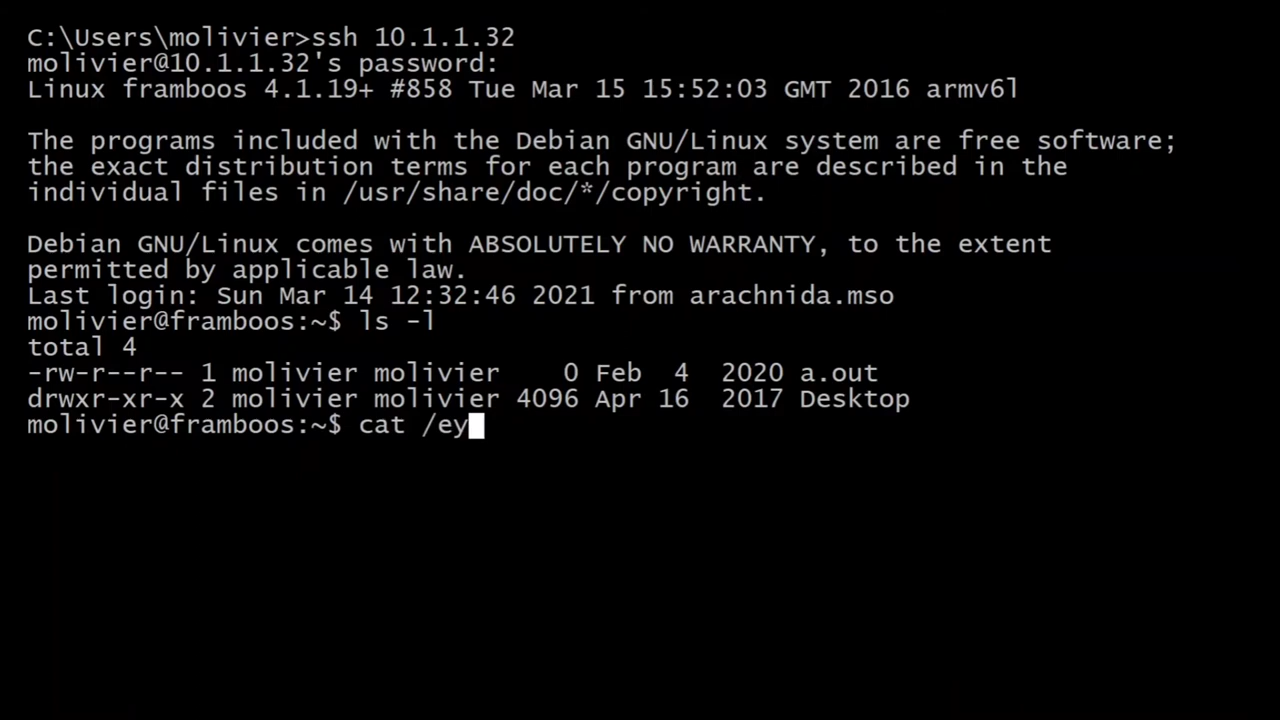 C:\Users\molivier>ssh 10.1.1.32
molivier@10.1.1.32's password:
Linux framboos 4.1.19+ #858 Tue Mar 15 15:52:03 GMT 2016 armv6l
The programs included with the Debian GNU/Linux system are free software;
the exact distribution terms for each program are described in the
individual files in /usr/share/doc/*/copyright.
Debian GNU/Linux comes with ABSOLUTELY NO WARRANTY, to the extent
permitted by applicable law.
Last login: Sun Mar 14 12:32:46 2021 from arachnida.mso
molivier@framboos:~$ ls -l
total 4
-rw-r--r-- 1 molivier molivier    0 Feb  4  2020 a.out
drwxr-xr-x 2 molivier molivier 4096 Apr 16  2017 Desktop
molivier@framboos:~$ cat /ey